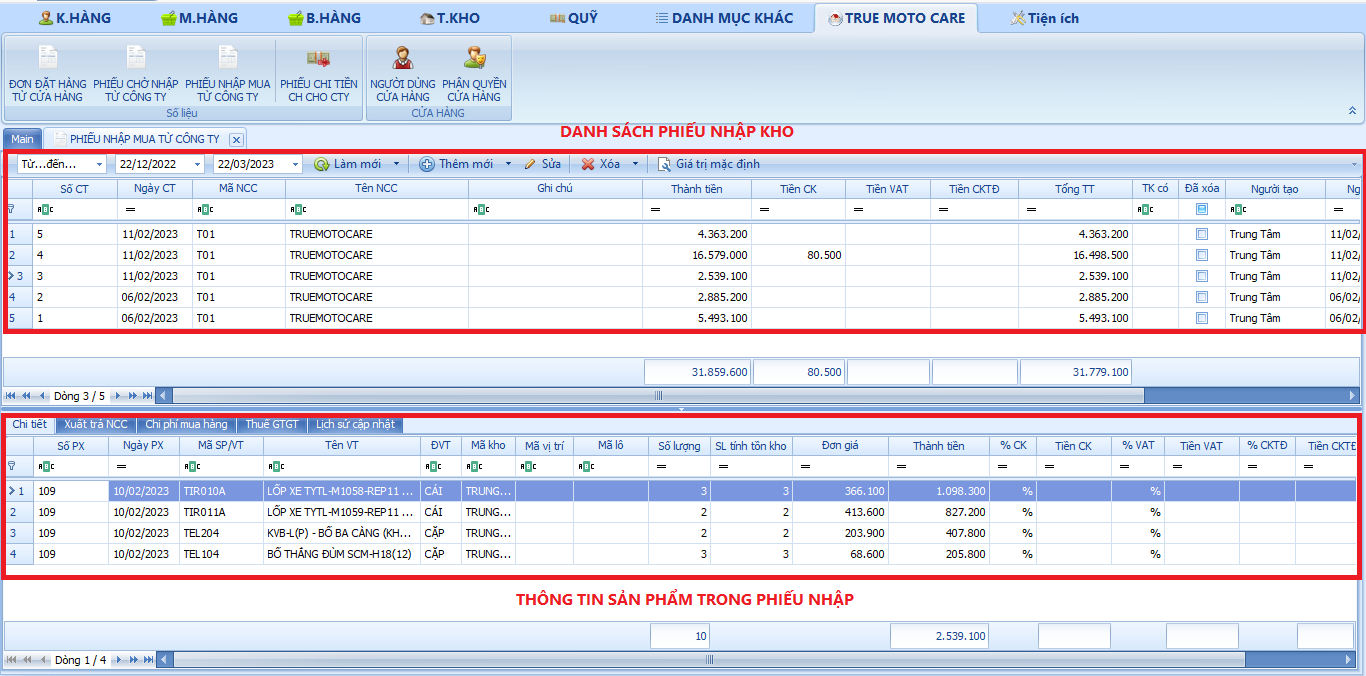 K.HÀNG M.HÀNG B.HÀNG T.KHO QUỸ DANH MỤC KHÁC TRUE MOTO CARE Tiện ích
ĐƠN ĐẶT HÀNG PHIẾU CHỜ NHẬP PHIẾU NHẬP MUA PHIẾU CHI TIỀN NGƯỜI DÙNG PHÂN QUYỀN
TỪ CỬA HÀNG TỪ CÔNG TY TỪ CÔNG TY CH CHO CTY CỬA HÀNG CỬA HÀNG
Số liệu CỬA HÀNG
DANH SÁCH PHIẾU NHẬP KHO
Main PHIẾU NHẬP MUA TỪ CÔNG TY
Từ...đến... 22/12/2022 22/03/2023 Làm mới Thêm mới Sửa Xóa Giá trị mặc định
Số CT Ngày CT Mã NCC Tên NCC Ghi chú Thành tiền Tiền CK Tiền VAT Tiền CKTĐ Tổng TT TK có Đã xóa Người tạo Ng
ABC = ABC ABC ABC = = = = = ABC ABC =
1 5 11/02/2023 T01 TRUEMOTOCARE 4.363.200 4.363.200 Trung Tâm 11/02/
2 4 11/02/2023 T01 TRUEMOTOCARE 16.579.000 80.500 16.498.500 Trung Tâm 11/02/
3 3 11/02/2023 T01 TRUEMOTOCARE 2.539.100 2.539.100 Trung Tâm 11/02/
4 2 06/02/2023 T01 TRUEMOTOCARE 2.885.200 2.885.200 Trung Tâm 06/02/
5 1 06/02/2023 T01 TRUEMOTOCARE 5.493.100 5.493.100 Trung Tâm 06/02/
31.859.600 80.500 31.779.100
Dòng 3 / 5
Chi tiết Xuất trả NCC Chi phí mua hàng Thuế GTGT Lịch sử cập nhật
Số PX Ngày PX Mã SP/VT Tên VT ĐVT Mã kho Mã vị trí Mã lô Số lượng SL tính tồn kho Đơn giá Thành tiền % CK Tiền CK % VAT Tiền VAT % CKTĐ Tiền CKTĐ
ABC = ABC ABC ABC ABC ABC ABC = = = = = = = = = =
1 109 10/02/2023 TIR010A LỐP XE TYTL-M1058-REP11 ... CÁI TRUNG... 3 3 366.100 1.098.300 % %
2 109 10/02/2023 TIR011A LỐP XE TYTL-M1059-REP11 ... CÁI TRUNG... 2 2 413.600 827.200 % %
3 109 10/02/2023 TEL204 KVB-L(P) - BỐ BA CÀNG (KH... CẶP TRUNG... 2 2 203.900 407.800 % %
4 109 10/02/2023 TEL104 BỐ THẮNG ĐÙM SCM-H18(12) CẶP TRUNG... 3 3 68.600 205.800 % %
THÔNG TIN SẢN PHẨM TRONG PHIẾU NHẬP
10 2.539.100
Dòng 1 / 4